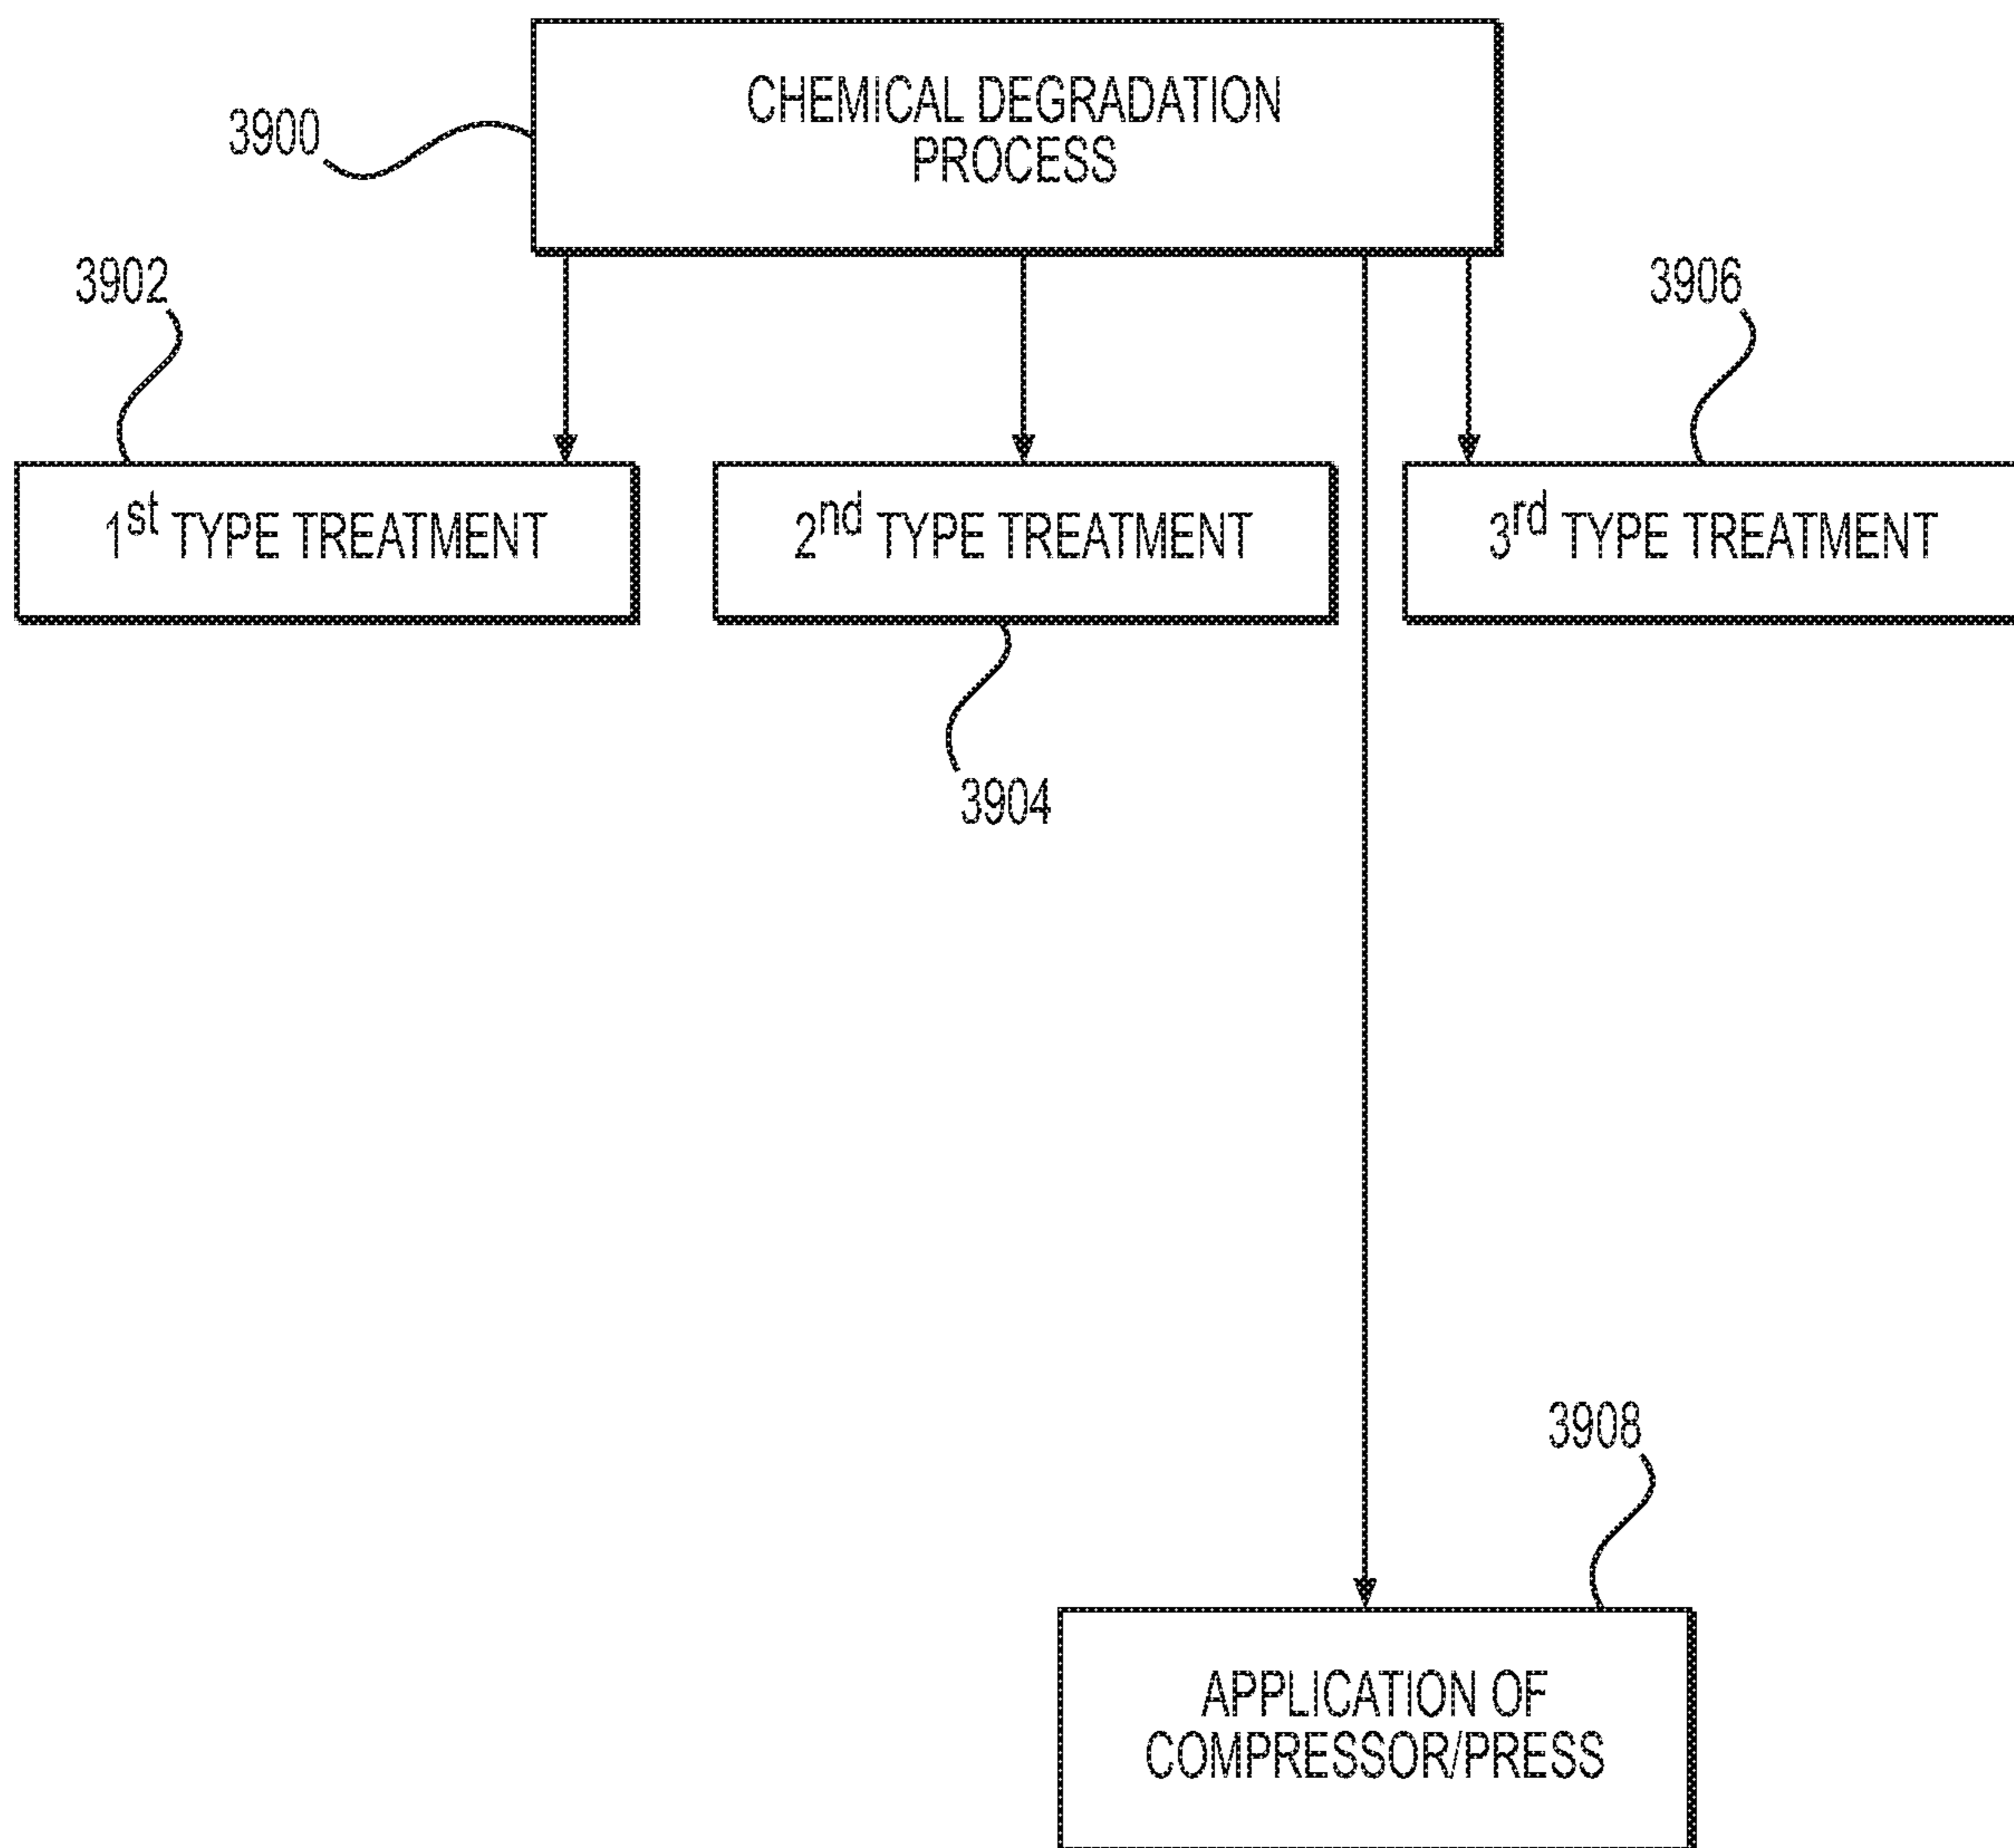 CHEMICAL DEGRADATION
PROCESS
3900
3902
3906
1st TYPE TREATMENT
2nd TYPE TREATMENT
3rd TYPE TREATMENT
3904
3908
APPLICATION OF
COMPRESSOR/PRESS